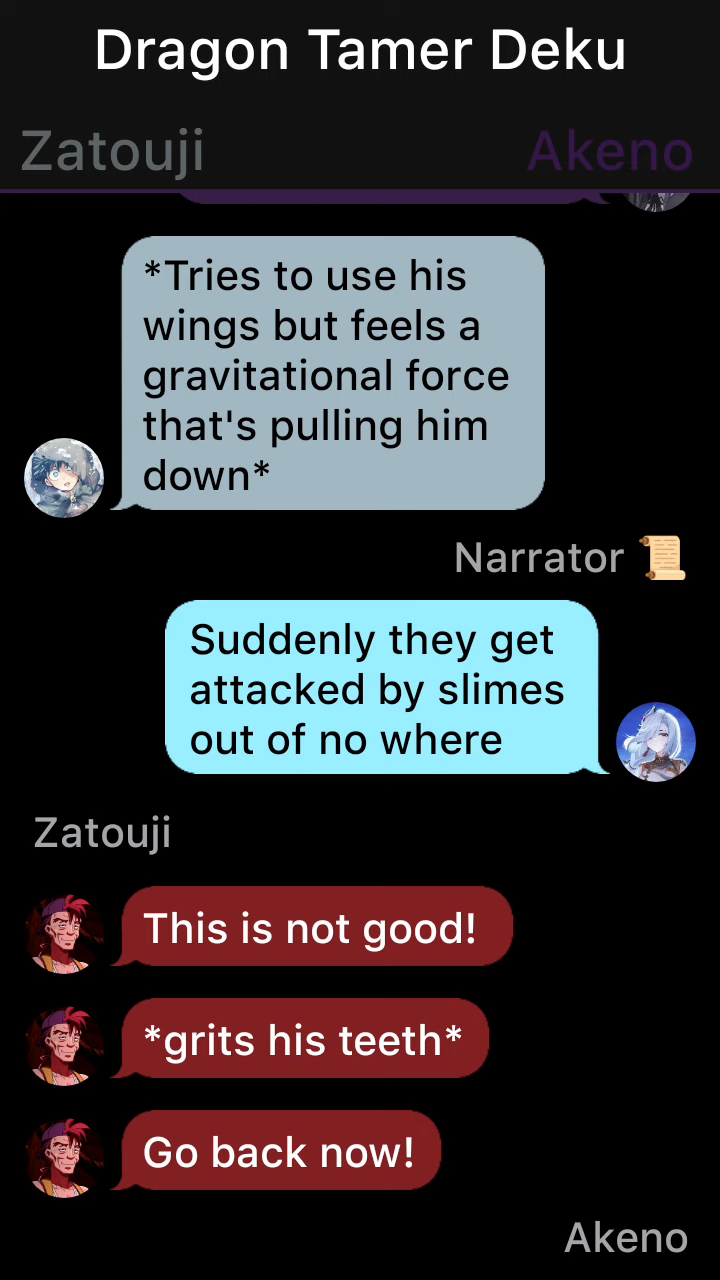 Dragon Tamer Deku
Zatouji
Akeno
*Tries to use his
wings but feels a
gravitational force
that's pulling him
down*
Narrator 📜
Suddenly they get
attacked by slimes
out of no where
Zatouji
This is not good!
*grits his teeth*
Go back now!
Akeno